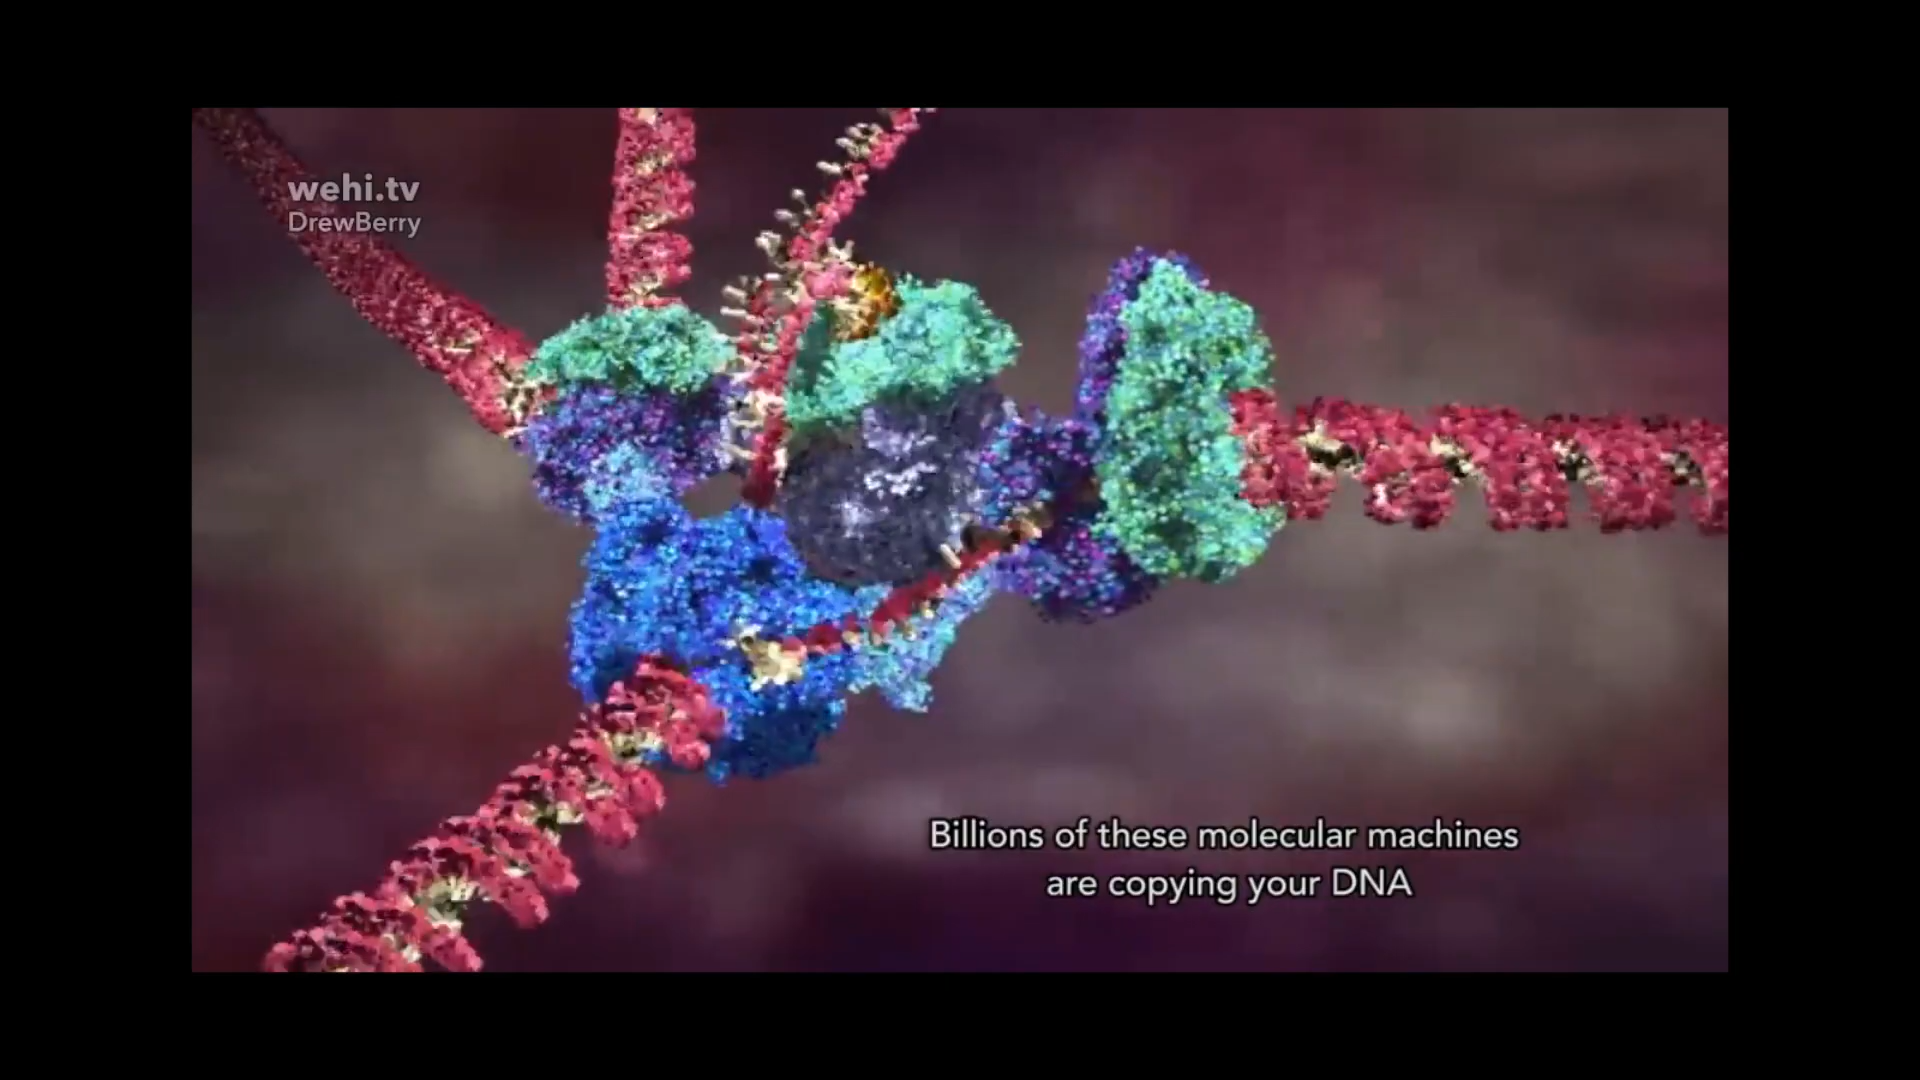 wehi.tv
DrewBerry
Billions of these molecular machines
are copying your DNA